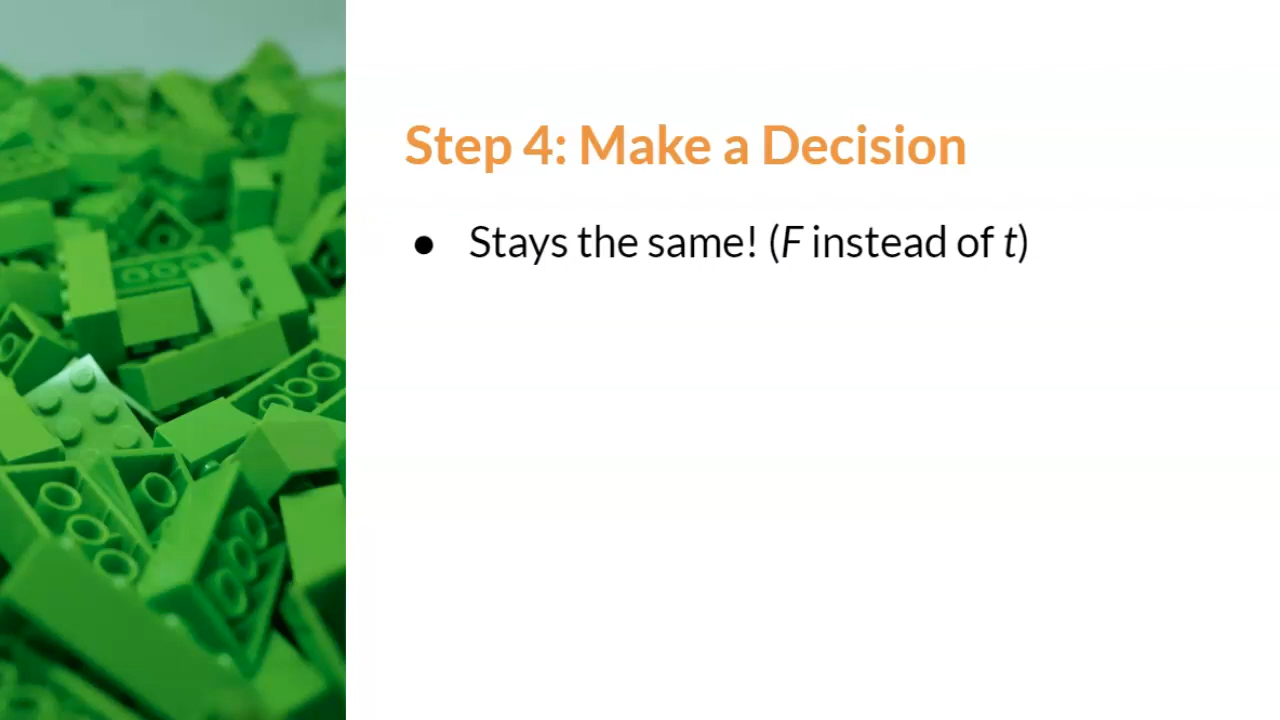 Step 4: Make a Decision
● Stays the same! (F instead of t)